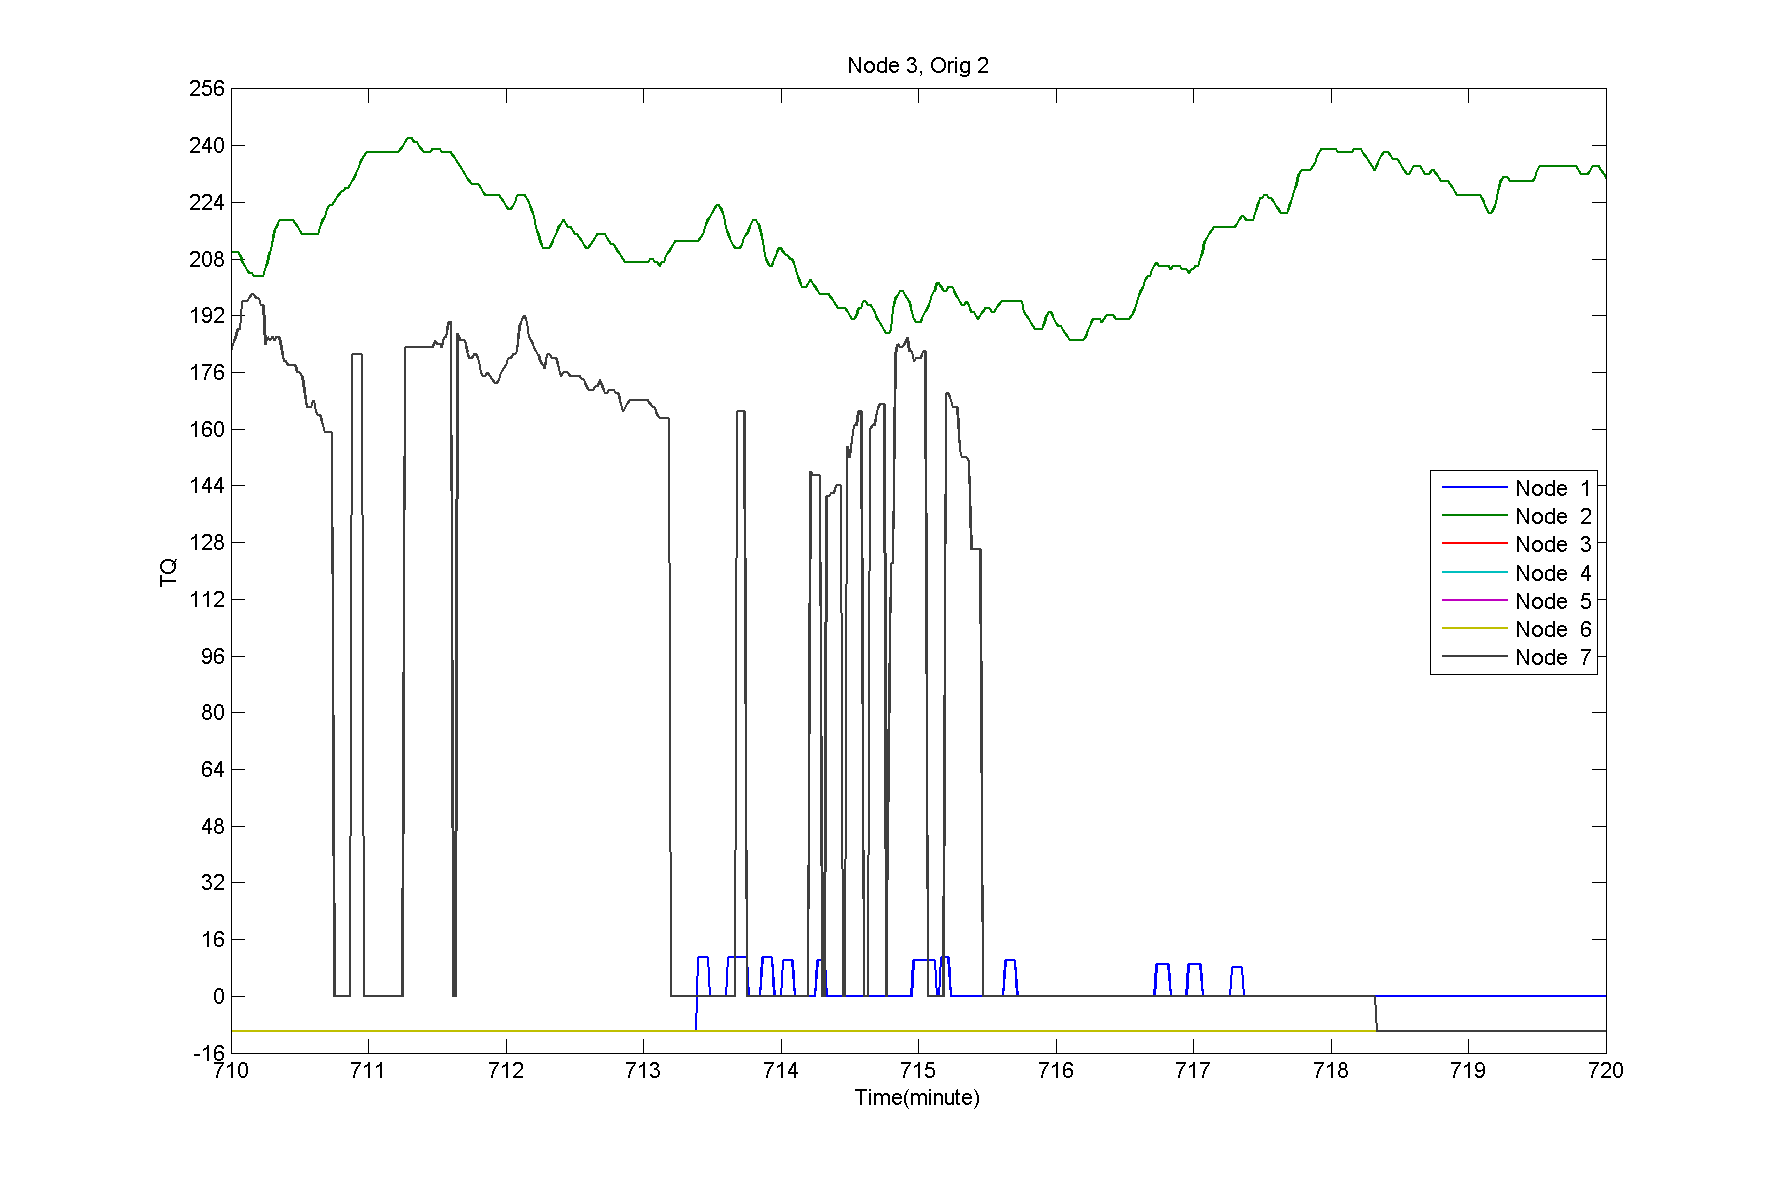 Node 3, Orig 2
256
240
224
208
192
176
160
144
128
112
96
80
64
48
32
16
0
-16
TQ
Node 1
Node 2
Node 3
Node 4
Node 5
Node 6
Node 7
710 711 712 713 714 715 716 717 718 719 720
Time(minute)